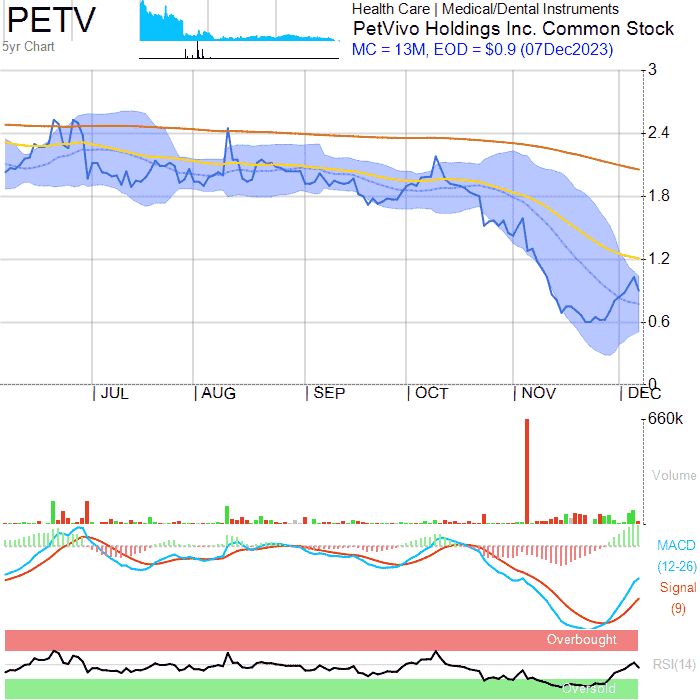 PETV
5yr Chart
Health Care | Medical/Dental Instruments
PetVivo Holdings Inc. Common Stock
MC = 13M, EOD = $0.9 (07Dec2023)
3
2.4
1.8
1.2
0.6
0
JUL AUG SEP OCT NOV DEC
660k
Volume
MACD
(12-26)
Signal
(9)
Overbought
RSI(14)
Oversold